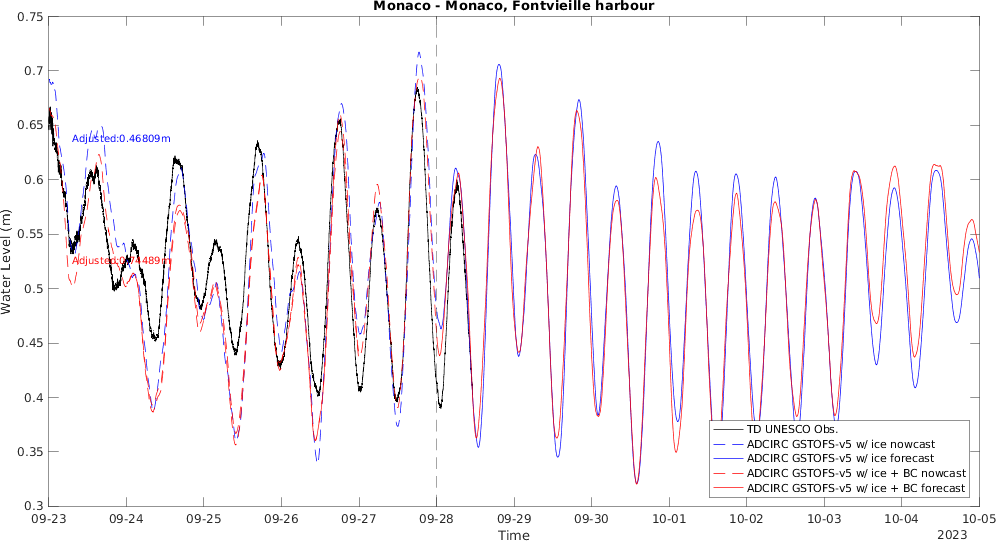 Monaco - Monaco, Fontvieille harbour
0.75
0.7
0.65
0.6
0.55
0.5
0.45
0.4
0.35
0.3
Water Level (m)
Adjusted:0.46809m
Adjusted:0.74489m
TD UNESCO Obs.
ADCIRC GSTOFS-v5 w/ ice nowcast
ADCIRC GSTOFS-v5 w/ ice forecast
ADCIRC GSTOFS-v5 w/ ice + BC nowcast
ADCIRC GSTOFS-v5 w/ ice + BC forecast
09-23 09-24 09-25 09-26 09-27 09-28 09-29 09-30 10-01 10-02 10-03 10-04 10-05
Time
2023